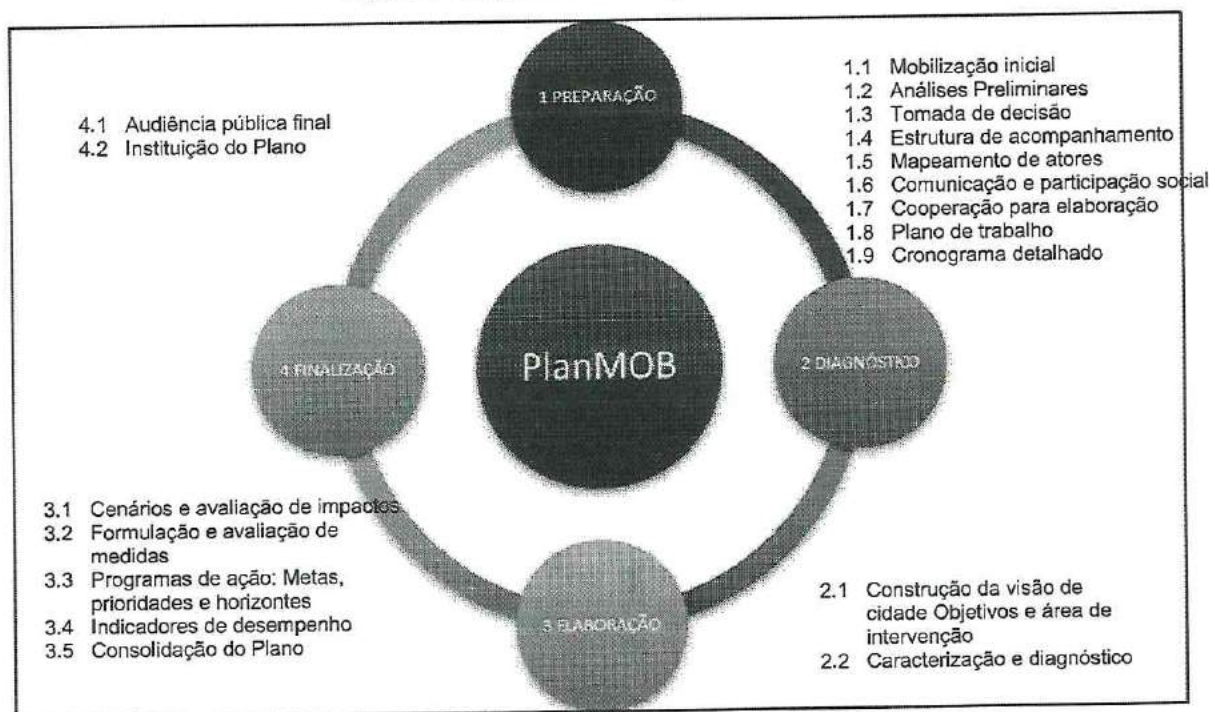 1 PREPARAÇÃO
1.1 Mobilização inicial
1.2 Análises Preliminares
1.3 Tomada de decisão
1.4 Estrutura de acompanhamento
1.5 Mapeamento de atores
1.6 Comunicação e participação social
1.7 Cooperação para elaboração
1.8 Plano de trabalho
1.9 Cronograma detalhado
2 DIAGNÓSTICO
2.1 Construção da visão de
cidade Objetivos e área de
intervenção
2.2 Caracterização e diagnóstico
3 ELABORAÇÃO
3.1 Cenários e avaliação de impactos
3.2 Formulação e avaliação de
medidas
3.3 Programas de ação: Metas,
prioridades e horizontes
3.4 Indicadores de desempenho
3.5 Consolidação do Plano
4 FINALIZAÇÃO
4.1 Audiência pública final
4.2 Instituição do Plano
PlanMOB